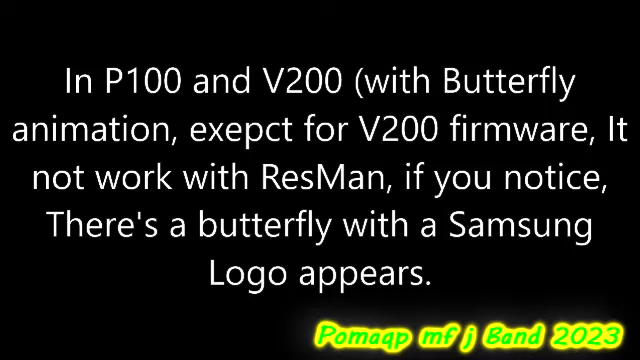 In P100 and V200 (with Butterfly
animation, exepct for V200 firmware, It
not work with ResMan, if you notice,
There's a butterfly with a Samsung
Logo appears.
Pomaqp mf j Band 2023